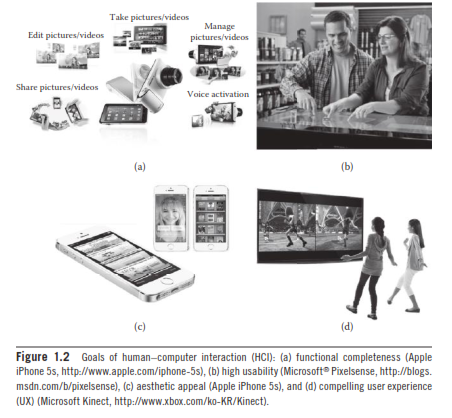 Take pictures/videos
Edit pictures/videos
Manage
pictures/videos
Share pictures/videos
Voice activation
(a)
(b)
(c)
(d)
Figure 1.2 Goals of human–computer interaction (HCI): (a) functional completeness (Apple
iPhone 5s, http://www.apple.com/iphone-5s), (b) high usability (Microsoft® Pixelsense, http://blogs.
msdn.com/b/pixelsense), (c) aesthetic appeal (Apple iPhone 5s), and (d) compelling user experience
(UX) (Microsoft Kinect, http://www.xbox.com/ko-KR/Kinect).